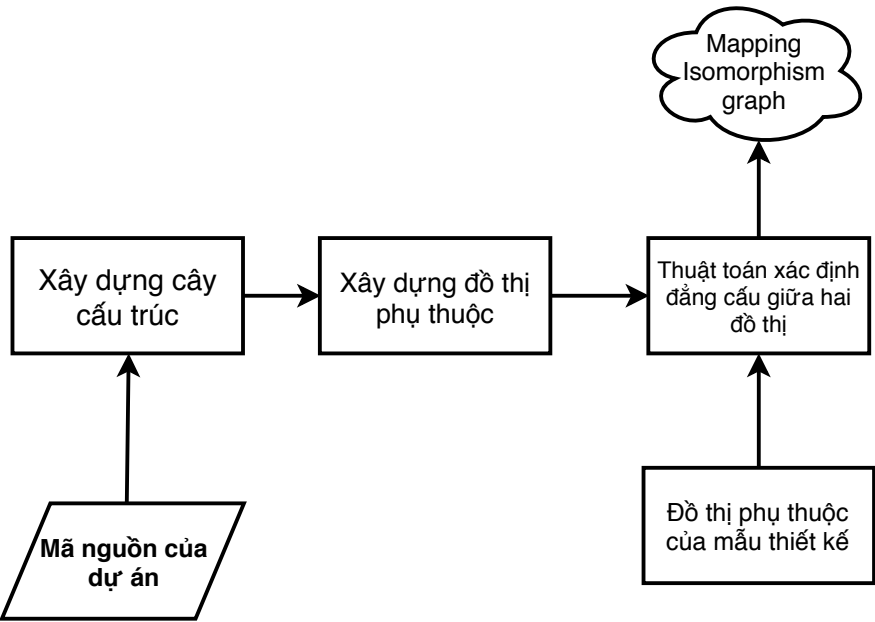 Mapping
Isomorphism
graph
Xây dựng cây
cấu trúc
Xây dựng đồ thị
phụ thuộc
Thuật toán xác định
đẳng cấu giữa hai
đồ thị
Mã nguồn của
dự án
Đồ thị phụ thuộc
của mẫu thiết kế